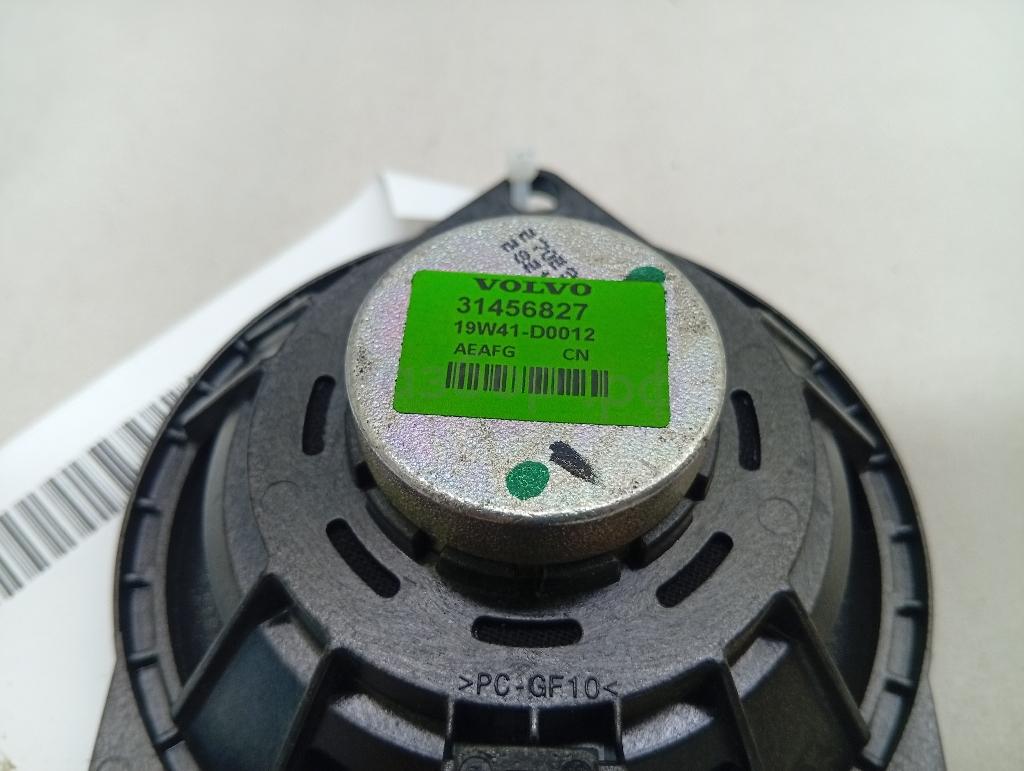 VOLVO
31456827
19W41-D0012
AEAFG CN
>PC-GF10<